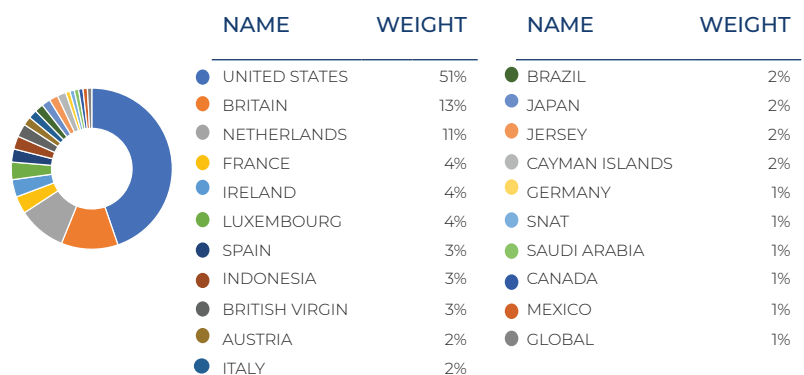 NAME WEIGHT
UNITED STATES 51%
BRITAIN 13%
NETHERLANDS 11%
FRANCE 4%
IRELAND 4%
LUXEMBOURG 4%
SPAIN 3%
INDONESIA 3%
BRITISH VIRGIN 3%
AUSTRIA 2%
ITALY 2%
NAME WEIGHT
BRAZIL 2%
JAPAN 2%
JERSEY 2%
CAYMAN ISLANDS 2%
GERMANY 1%
SNAT 1%
SAUDI ARABIA 1%
CANADA 1%
MEXICO 1%
GLOBAL 1%